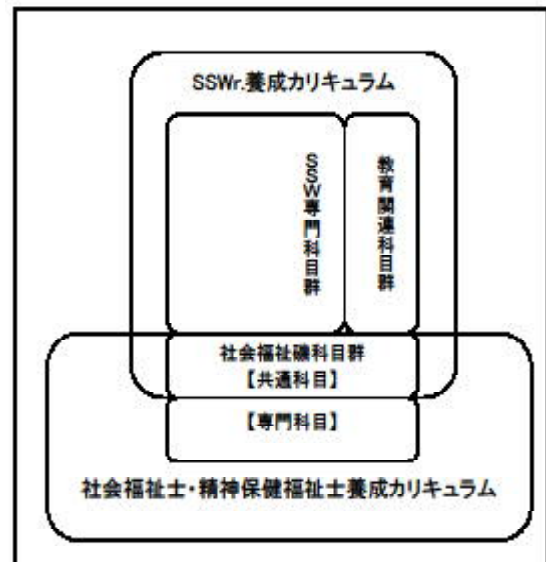 SSWr.養成カリキュラム
SSW専門科目群
教育関連科目群
社会福祉礎科目群
【共通科目】
【専門科目】
社会福祉士・精神保健福祉士養成カリキュラム